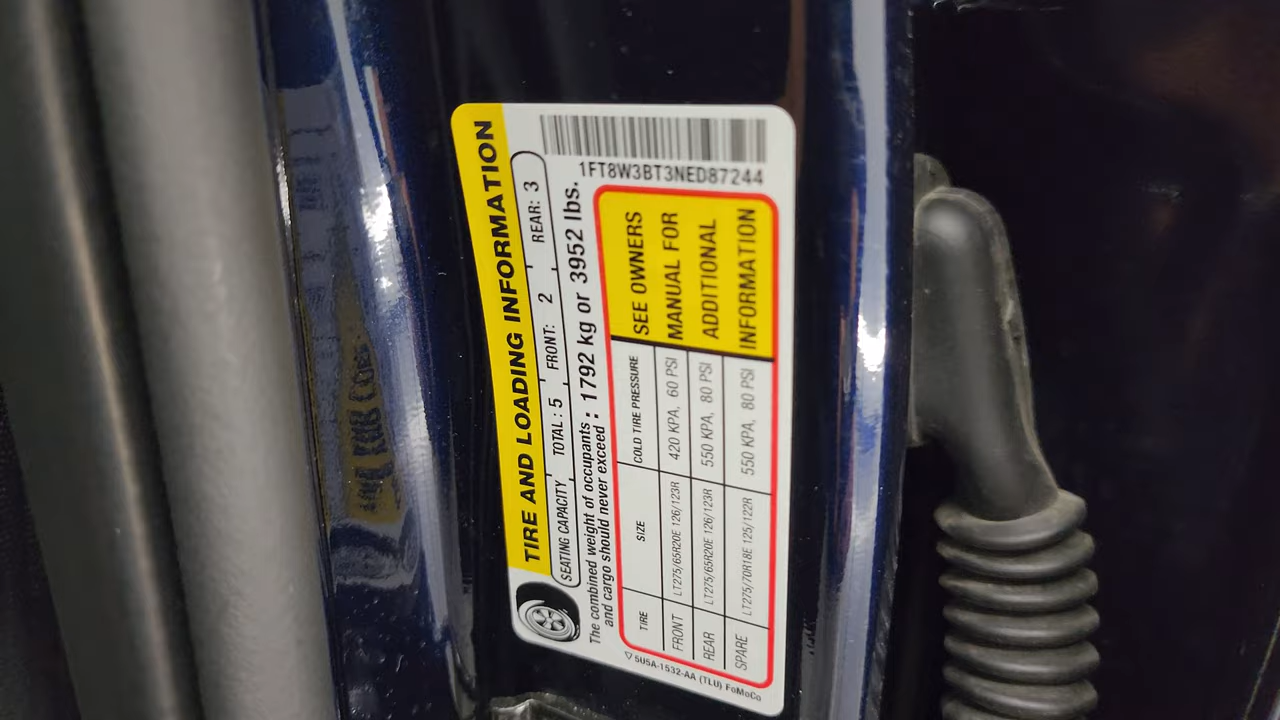 TIRE AND LOADING INFORMATION
SEATING CAPACITY TOTAL: 5 FRONT: 2 REAR: 3
The combined weight of occupants : 1792 kg or 3952 lbs.
and cargo should never exceed
TIRE SIZE COLD TIRE PRESSURE
FRONT LT275/65R20E 126/123R 420 KPA, 60 PSI
REAR LT275/65R20E 126/123R 550 KPA, 80 PSI
SPARE LT275/70R18E 125/122R 550 KPA, 80 PSI
SEE OWNERS
MANUAL FOR
ADDITIONAL
INFORMATION
5U5A-1532-AA (TLU) FoMoCo
1FT8W3BT3NED87244